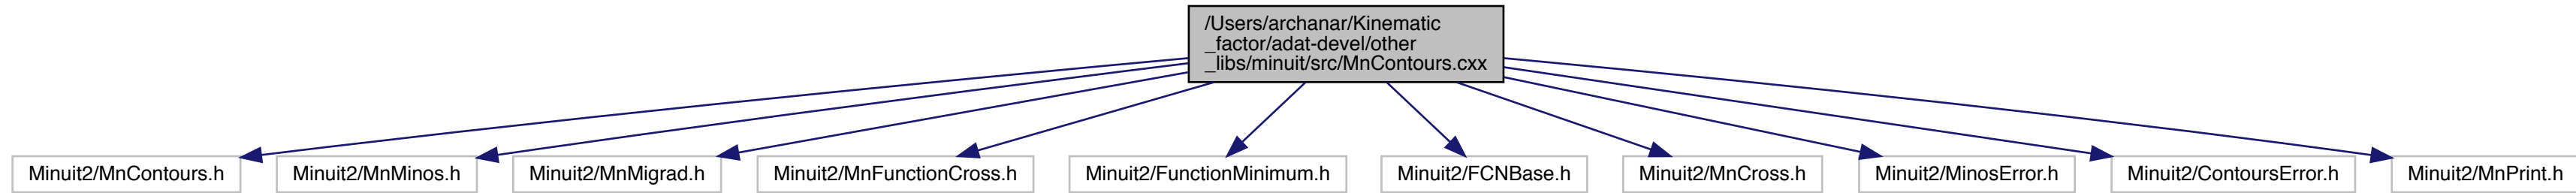 /Users/archanar/Kinematic
_factor/adat-devel/other
_libs/minuit/src/MnContours.cxx
Minuit2/MnContours.h
Minuit2/MnMinos.h
Minuit2/MnMigrad.h
Minuit2/MnFunctionCross.h
Minuit2/FunctionMinimum.h
Minuit2/FCNBase.h
Minuit2/MnCross.h
Minuit2/MinosError.h
Minuit2/ContoursError.h
Minuit2/MnPrint.h